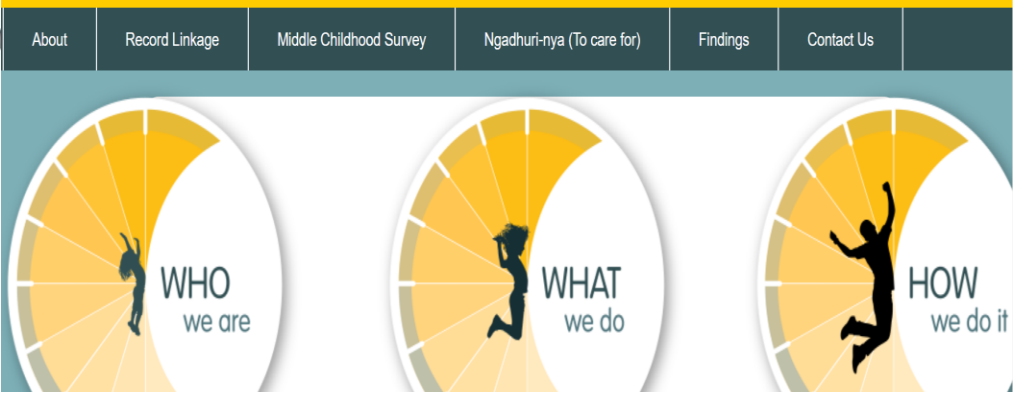 About Record Linkage Middle Childhood Survey Ngadhuri-nya (To care for) Findings Contact Us
WHO
we are
WHAT
we do
HOW
we do it